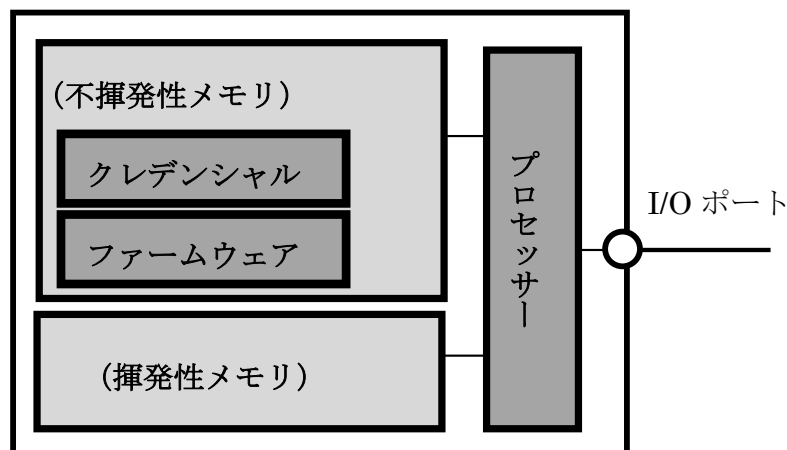 (不揮発性メモリ)
クレデンシャル
ファームウェア
(揮発性メモリ)
プロセッサー
I/O ポート